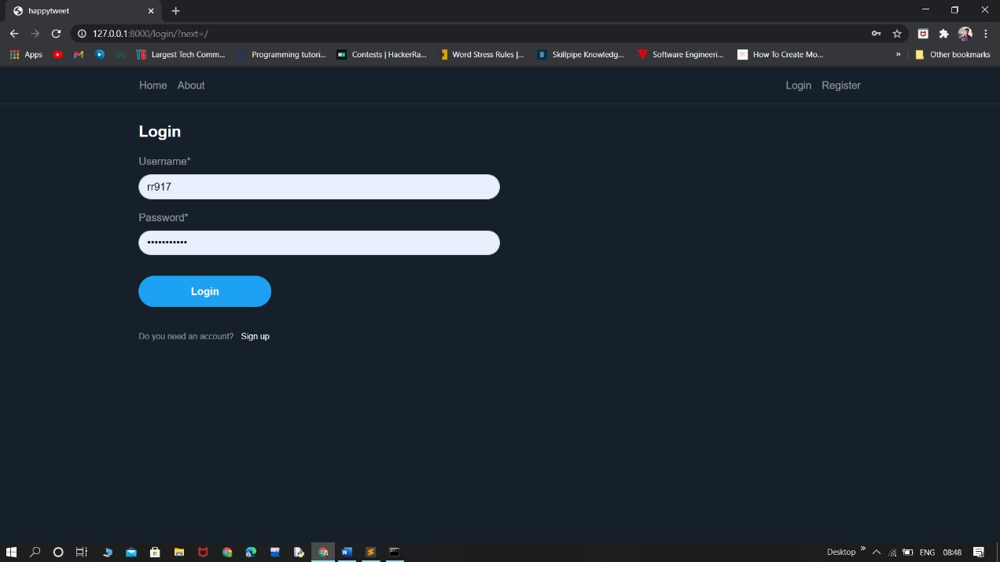 happytweet
127.0.0.1:8000/login/?next=/
Apps
Largest Tech Comm...
Programming tutori...
Contests | HackerRa...
Word Stress Rules |...
Skillpipe Knowledg...
Software Engineeri...
How To Create Mo...
»
Other bookmarks
Home About
Login Register
Login
Username*
rr917
Password*
•••••••••••
Login
Do you need an account? Sign up
Desktop » ENG 08:48